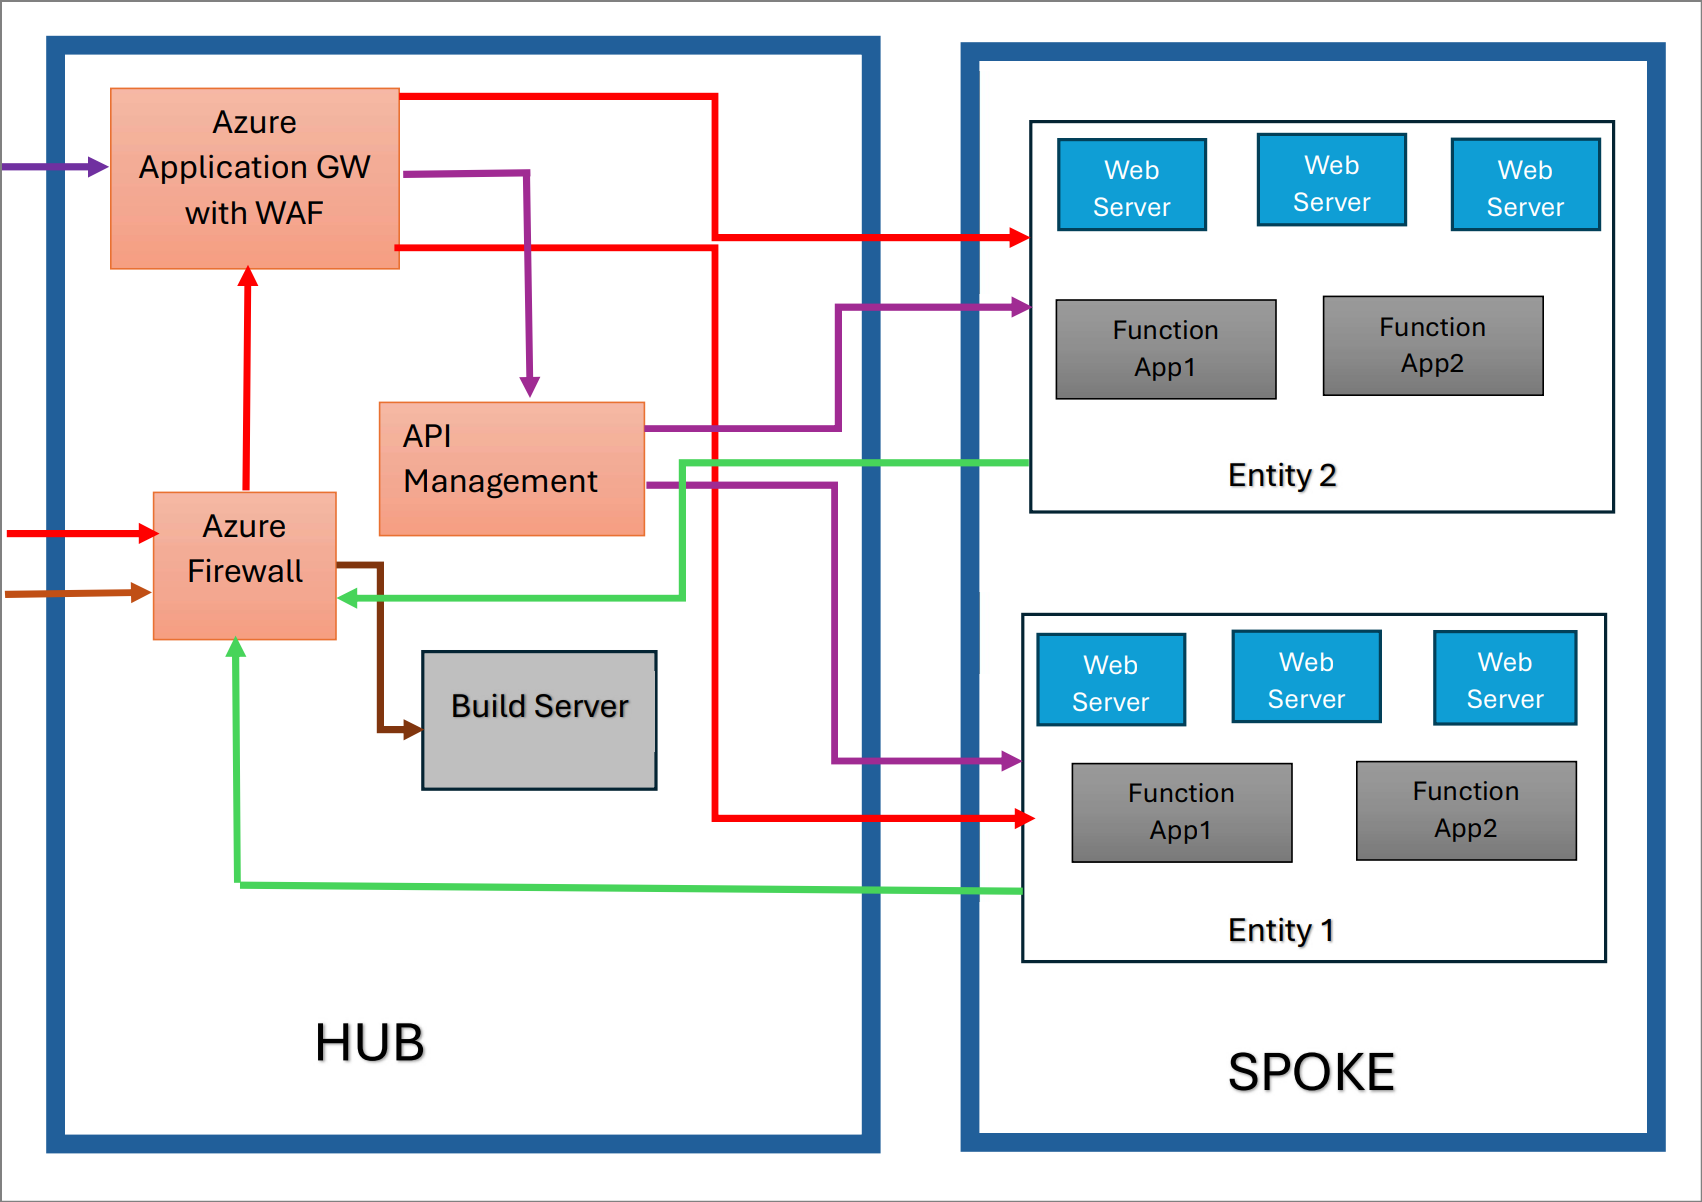 Azure
Application GW
with WAF
API
Management
Azure
Firewall
Build Server
HUB
Web
Server
Web
Server
Web
Server
Function
App1
Function
App2
Entity 2
Web
Server
Web
Server
Web
Server
Function
App1
Function
App2
Entity 1
SPOKE